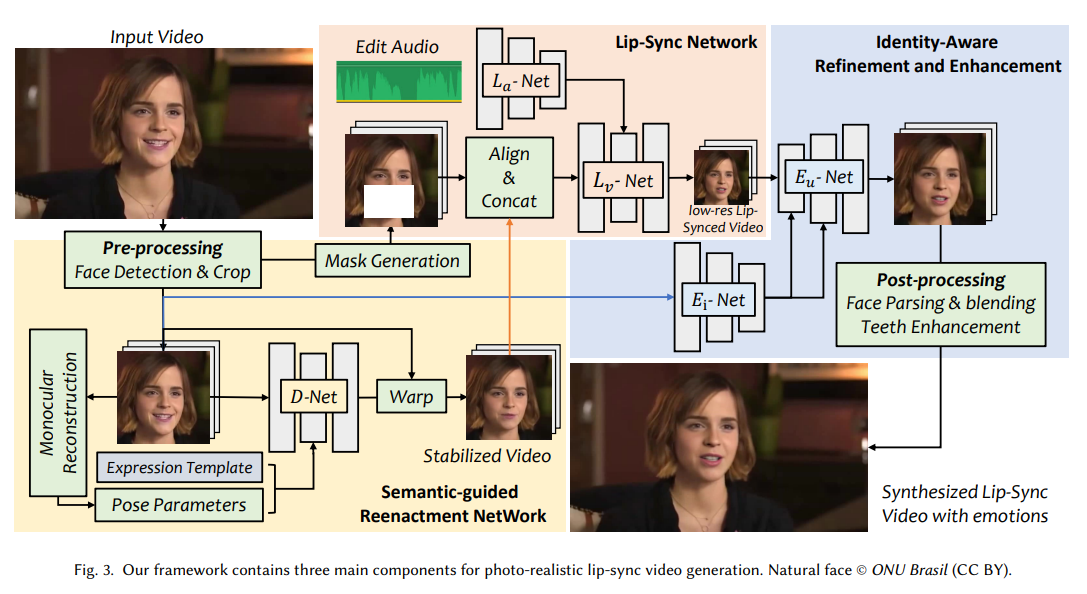 Input Video
Edit Audio
Lip-Sync Network
Identity-Aware
Refinement and Enhancement
Lₐ- Net
Align
&
Concat
Lᵥ- Net
low-res Lip-
Synced Video
Eᵤ- Net
Pre-processing
Face Detection & Crop
Mask Generation
Eᵢ- Net
Post-processing
Face Parsing & blending
Teeth Enhancement
Monocular
Reconstruction
D-Net
Warp
Stabilized Video
Expression Template
Pose Parameters
Semantic-guided
Reenactment NetWork
Synthesized Lip-Sync
Video with emotions
Fig. 3. Our framework contains three main components for photo-realistic lip-sync video generation. Natural face © ONU Brasil (CC BY).